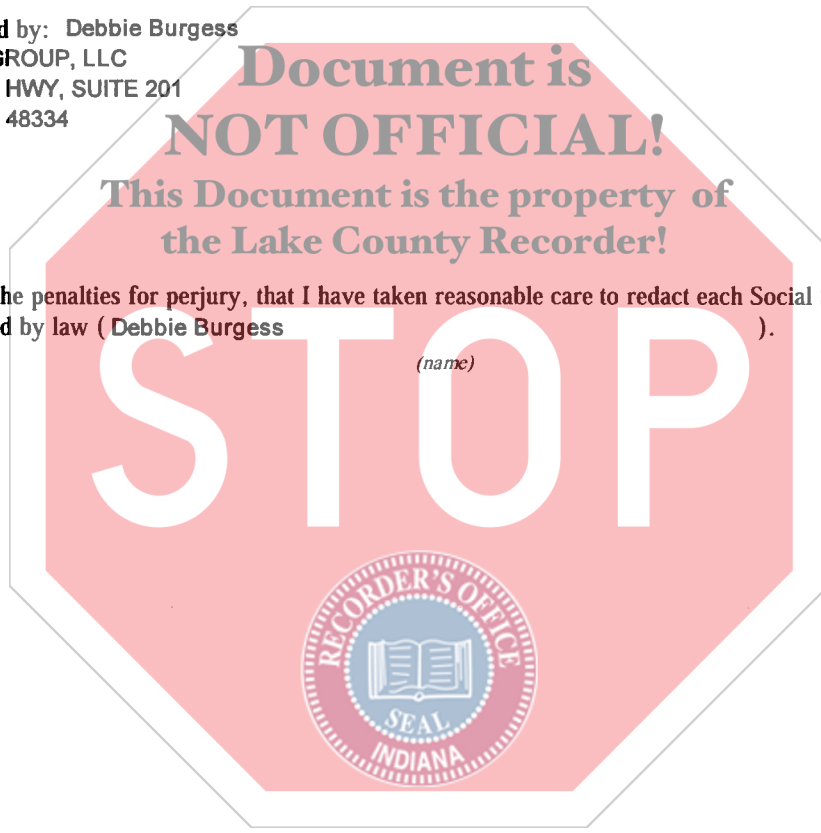 d by: Debbie Burgess
GROUP, LLC
HWY, SUITE 201
48334
Document is
NOT OFFICIAL!
This Document is the property of
the Lake County Recorder!
he penalties for perjury, that I have taken reasonable care to redact each Social
d by law ( Debbie Burgess ).
(name)
STOP
RECORDER'S OFFICE
SEAL
INDIANA